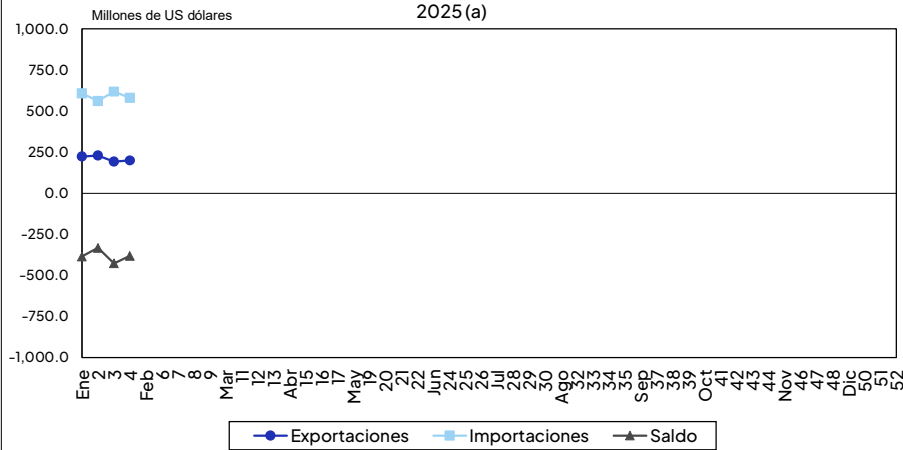 Millones de US dólares
2025 (a)
1,000.0
750.0
500.0
250.0
0.0
-250.0
-500.0
-750.0
-1,000.0
Ene 2 3 4 Feb 6 7 8 9 Mar 11 12 13 Abr 15 16 17 May 19 20 21 22 Jun 24 25 26 Jul 28 29 30 Ago 32 33 34 35 Sep 37 38 39 Oct 41 42 43 44 Nov 46 47 48 Dic 50 51 52
Exportaciones Importaciones Saldo